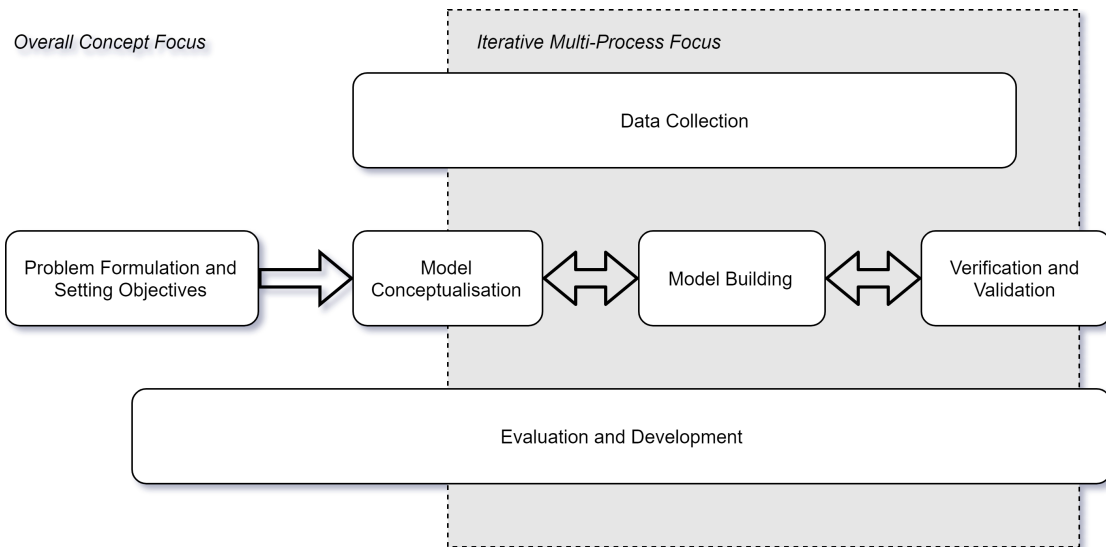 Overall Concept Focus
Iterative Multi-Process Focus
Data Collection
Problem Formulation and
Setting Objectives
Model
Conceptualisation
Model Building
Verification and
Validation
Evaluation and Development